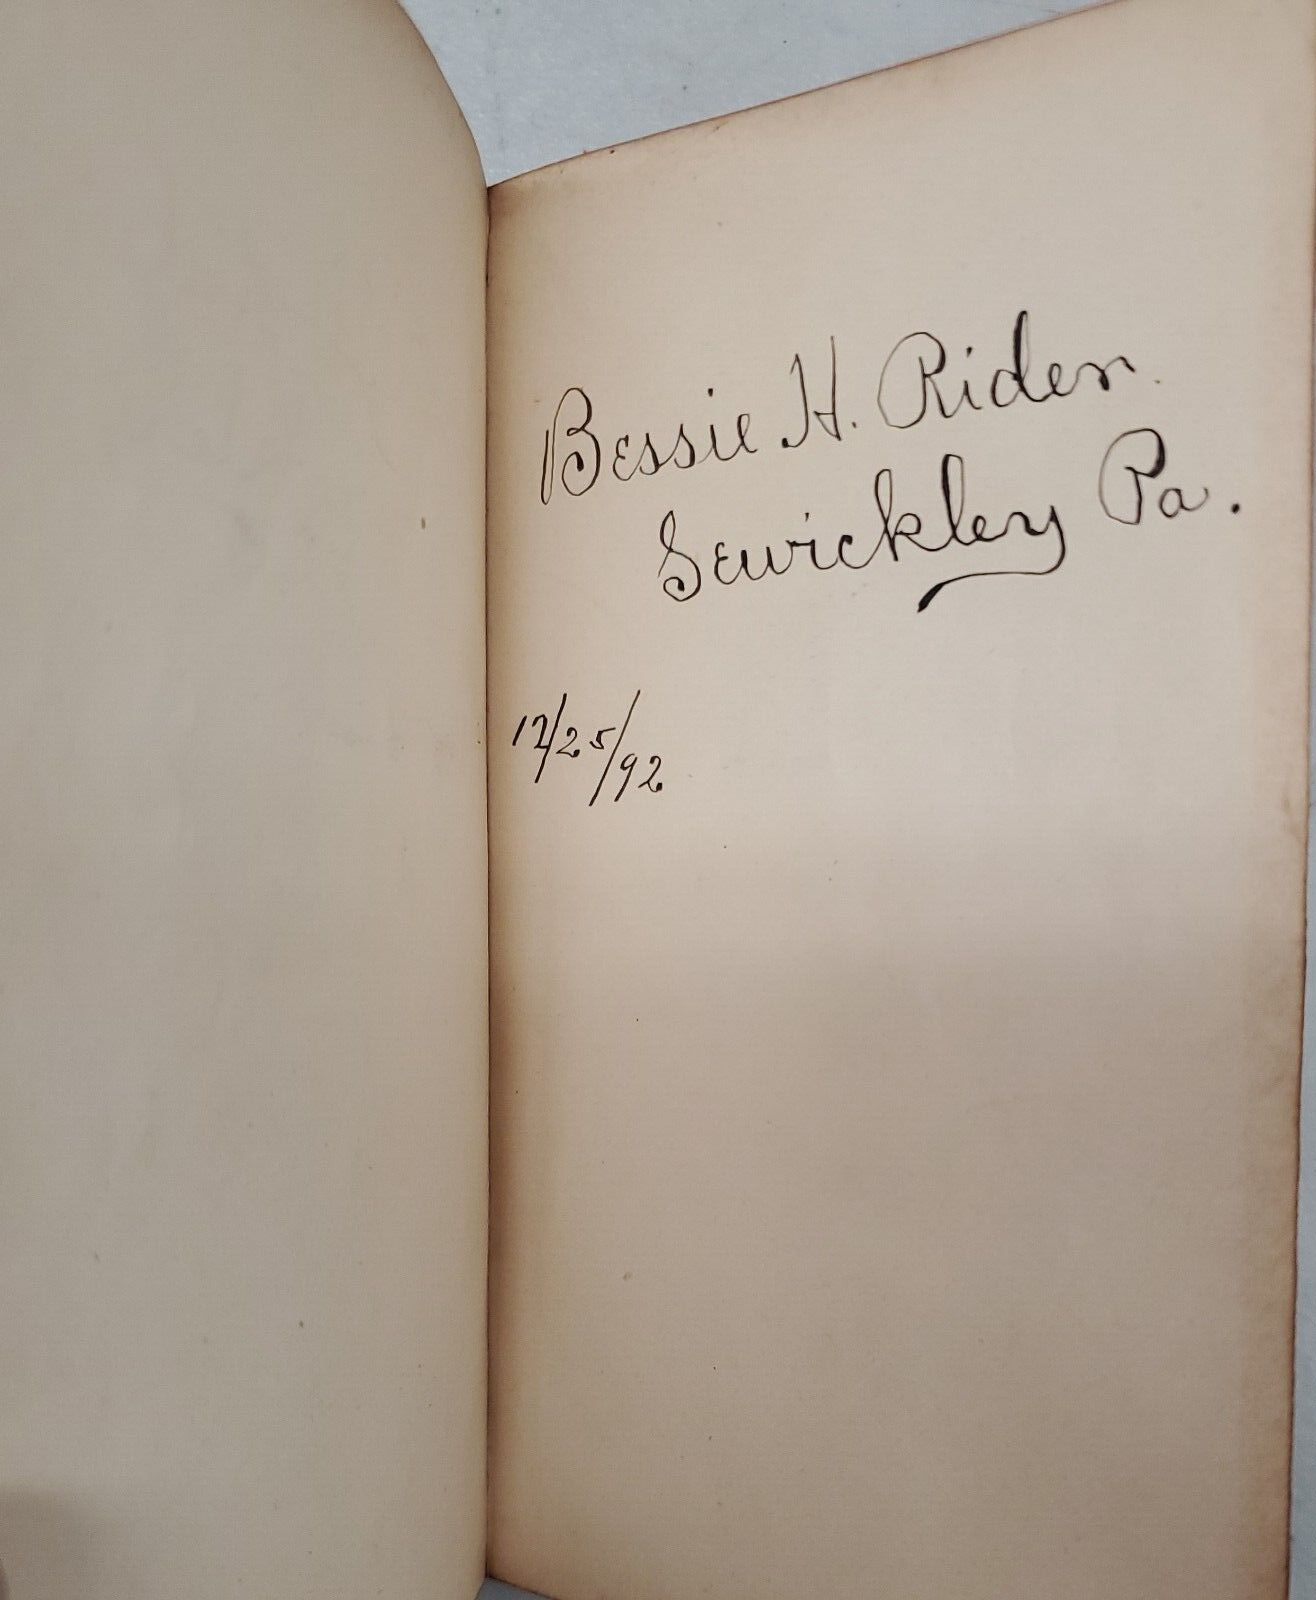 Bessie H. Rider.
Sewickley Pa.
12/25/92